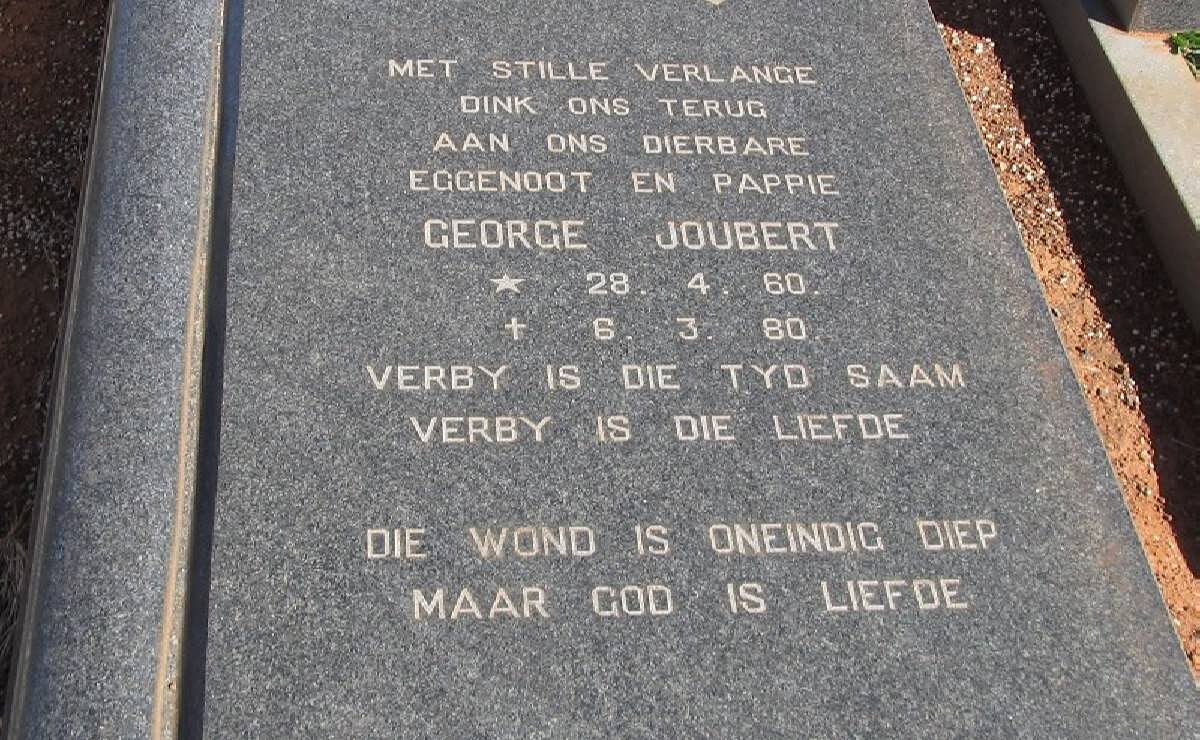 MET STILLE VERLANGE
DINK ONS TERUG
AAN ONS DIERBARE
EGGENOOT EN PAPPIE
GEORGE JOUBERT
★ 28. 4. 60.
✝ 6. 3. 80.
VERBY IS DIE TYD SAAM
VERBY IS DIE LIEFDE
DIE WOND IS ONEINDIG DIEP
MAAR GOD IS LIEFDE